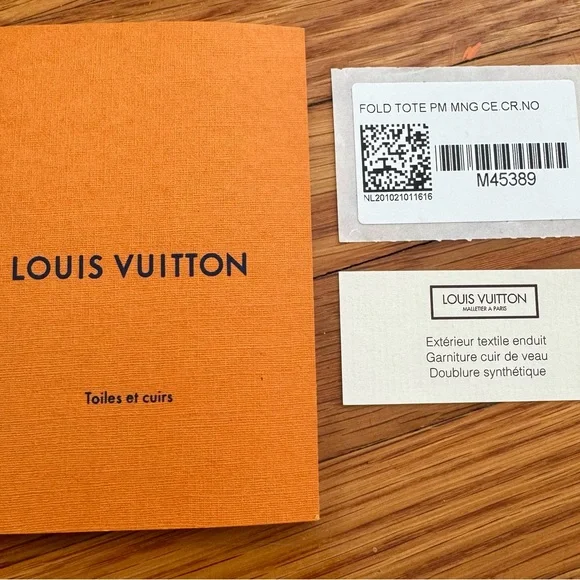 LOUIS VUITTON
Toiles et cuirs
FOLD TOTE PM MNG CE.CR.NO
M45389
NL201021011616
LOUIS VUITTON
MALLETIER A PARIS
Extérieur textile enduit
Garniture cuir de veau
Doublure synthétique